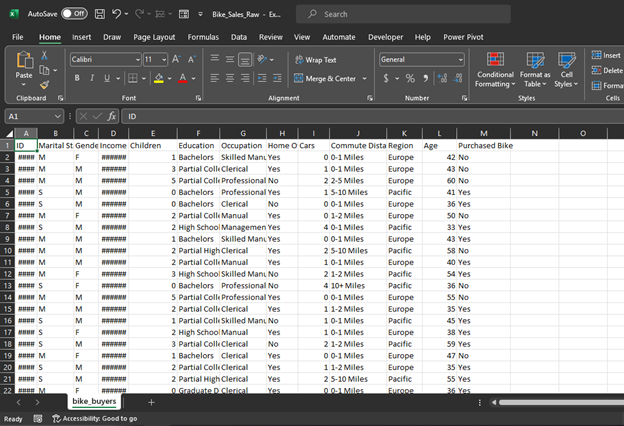 AutoSave Off Bike_Sales_Raw - Ex... Search
File Home Insert Draw Page Layout Formulas Data Review View Automate Developer Help Power Pivot
Paste Calibri 11 A A Wrap Text General Conditional Formatting Format as Table Cell Styles Insert
B I U A Merge & Center $ % Delete
Forma
Clipboard Font Alignment Number Styles
A1 fx ID
A B C D E F G H I J K L M N O
1 ID Marital St Gende Income Children Education Occupation Home O Cars Commute Dista Region Age Purchased Bike
2 #### M F ###### 1 Bachelors Skilled Manu Yes 0 0-1 Miles Europe 42 No
3 #### M M ###### 3 Partial Colle Clerical Yes 1 0-1 Miles Europe 43 No
4 #### M M ###### 5 Partial Colle Professional No 2 2-5 Miles Europe 60 No
5 #### S M ###### 0 Bachelors Professional Yes 1 5-10 Miles Pacific 41 Yes
6 #### S M ###### 0 Bachelors Clerical No 0 0-1 Miles Europe 36 Yes
7 #### M F ###### 2 Partial Colle Manual Yes 0 1-2 Miles Europe 50 No
8 #### S M ###### 2 High School Managemen Yes 4 0-1 Miles Pacific 33 Yes
9 #### M M ###### 1 Bachelors Skilled Manu Yes 0 0-1 Miles Europe 43 Yes
10 #### M M ###### 2 Partial High Clerical Yes 2 5-10 Miles Pacific 58 No
11 #### M M ###### 2 Partial Colle Manual Yes 1 0-1 Miles Europe 40 Yes
12 #### M F ###### 3 High School Skilled Manu No 2 1-2 Miles Pacific 54 Yes
13 #### S F ###### 0 Bachelors Professional No 4 10+ Miles Pacific 36 No
14 #### M M ###### 5 Partial Colle Professional Yes 0 0-1 Miles Europe 55 No
15 #### S M ###### 2 Partial Colle Clerical Yes 1 1-2 Miles Europe 35 Yes
16 #### S M ###### 1 Partial Colle Skilled Manu No 1 0-1 Miles Europe 45 Yes
17 #### S F ###### 2 High School Manual Yes 1 0-1 Miles Europe 38 Yes
18 #### S M ###### 3 Partial Colle Clerical No 2 1-2 Miles Pacific 59 Yes
19 #### M F ###### 1 Bachelors Clerical Yes 0 0-1 Miles Europe 47 No
20 #### S M ###### 2 Partial Colle Clerical Yes 1 1-2 Miles Europe 35 Yes
21 #### S M ###### 2 Partial High Clerical Yes 2 5-10 Miles Pacific 55 Yes
22 #### M F ###### 0 Graduate D Clerical Yes 0 0-1 Miles Europe 36 Yes
bike_buyers
Ready Accessibility: Good to go